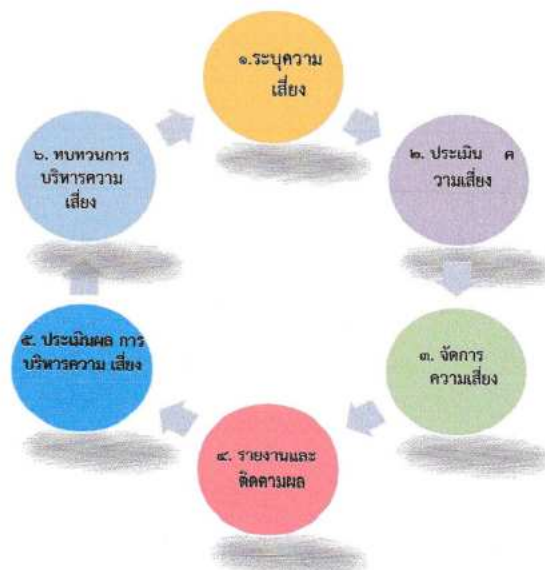 ๑.ระบุความ
เสี่ยง
๒. ประเมิน ค
วามเสี่ยง
๓. จัดการ
ความเสี่ยง
๔. รายงานและ
ติดตามผล
๕. ประเมินผล การ
บริหารความ เสี่ยง
๖. ทบทวนการ
บริหารความ
เสี่ยง